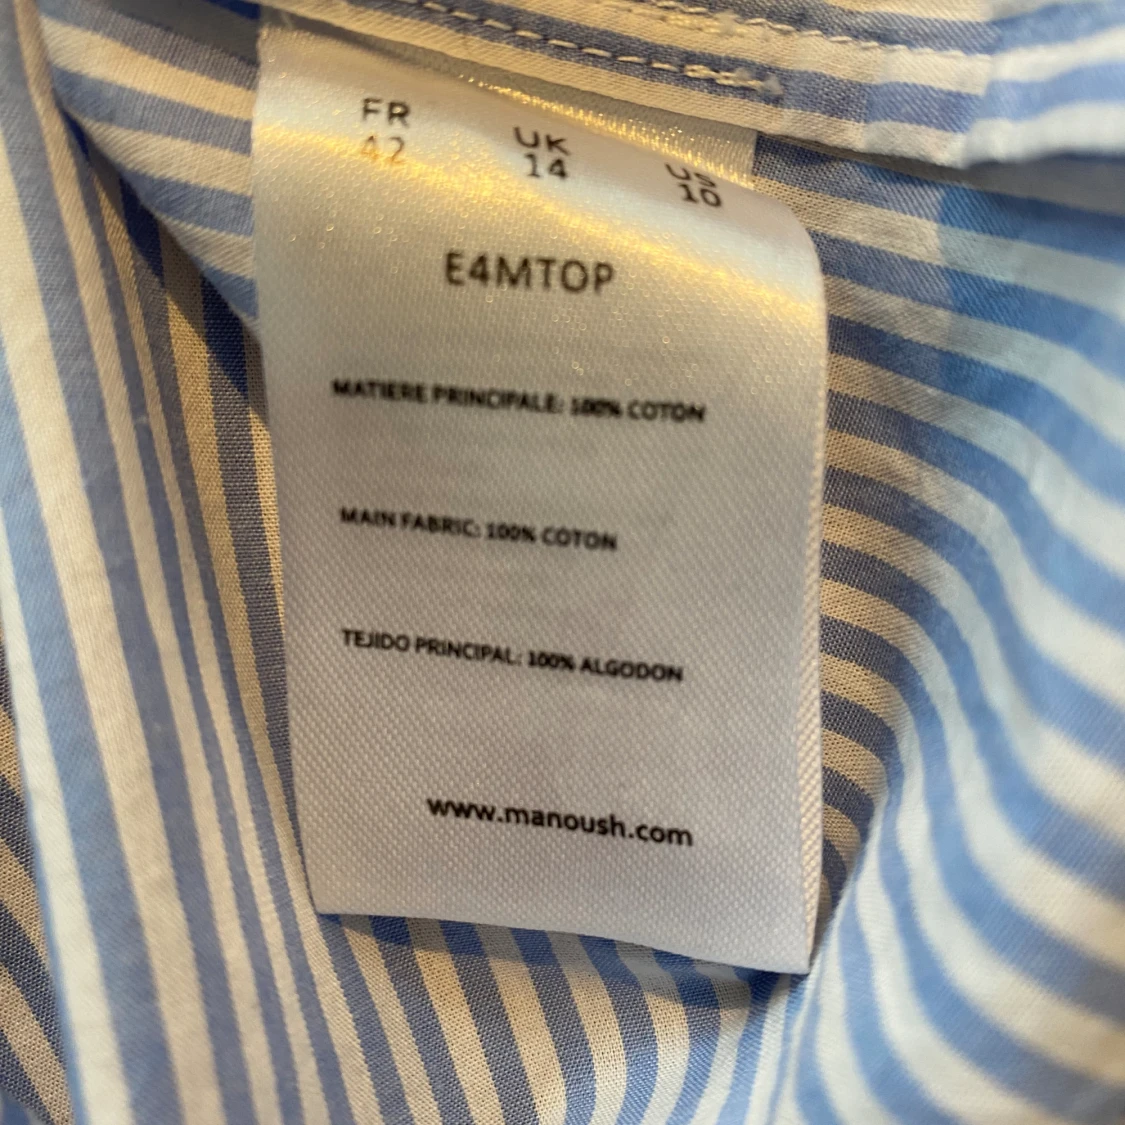 FR UK US
42 14 10
E4MTOP
MATIERE PRINCIPALE: 100% COTON
MAIN FABRIC: 100% COTON
TEJIDO PRINCIPAL: 100% ALGODON
www.manoush.com